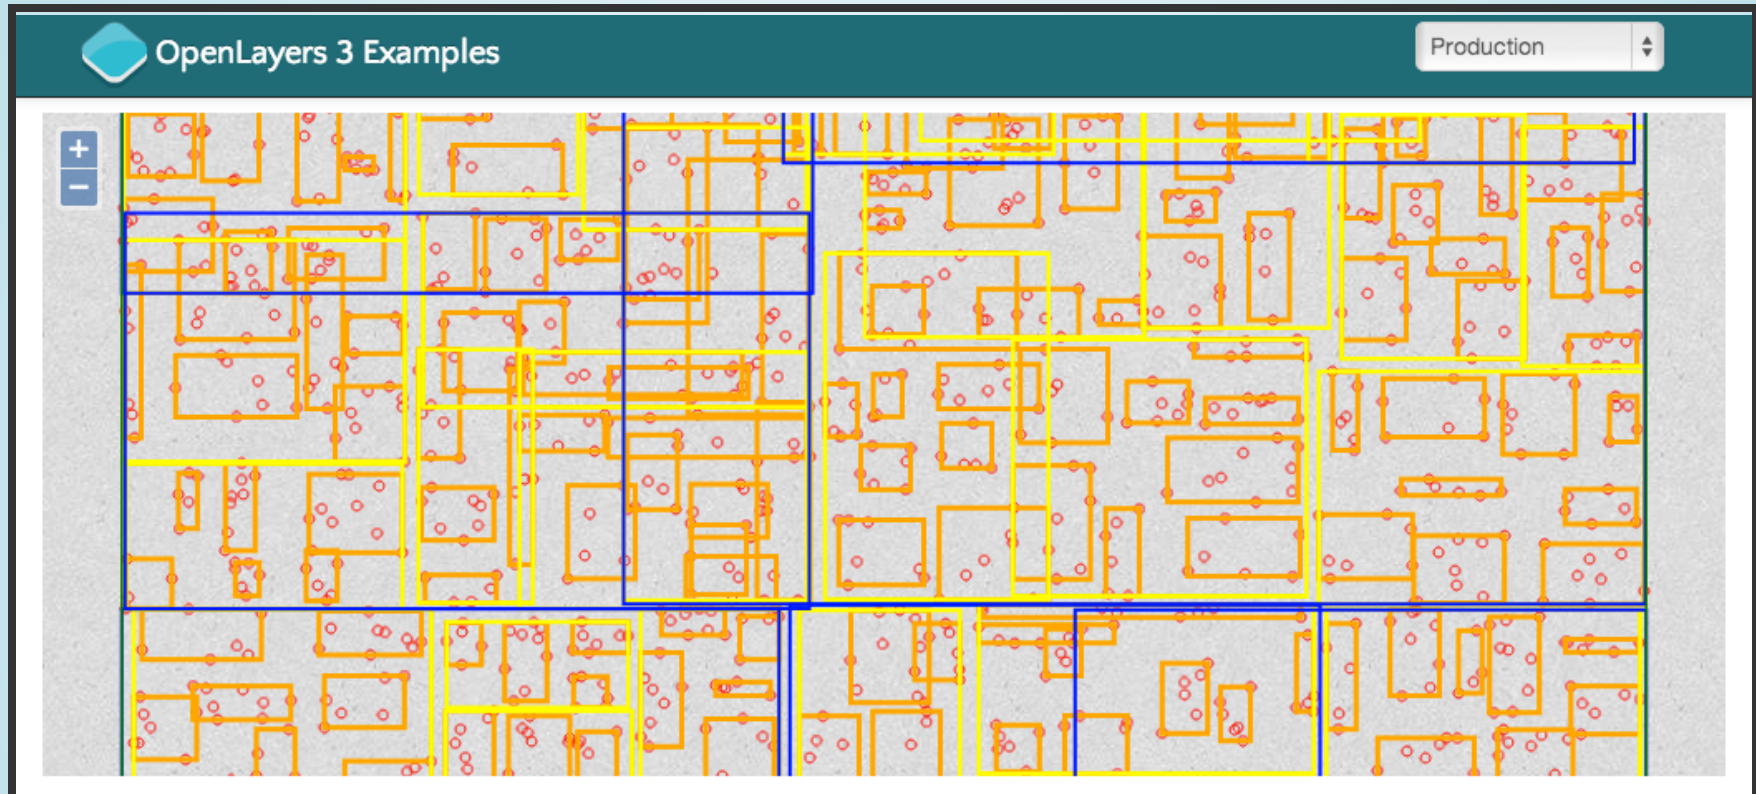 OpenLayers 3 Examples
Production
+
−